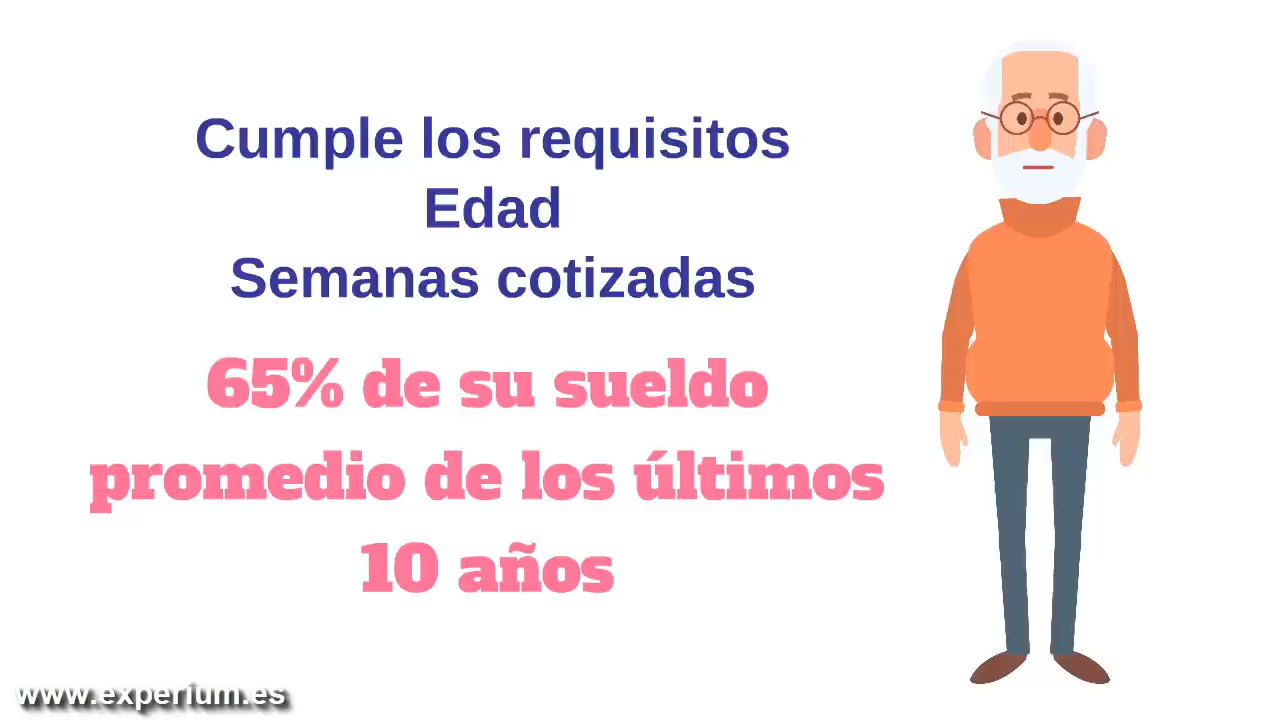 Cumple los requisitos
Edad
Semanas cotizadas
65% de su sueldo
promedio de los últimos
10 años
www.experium.es